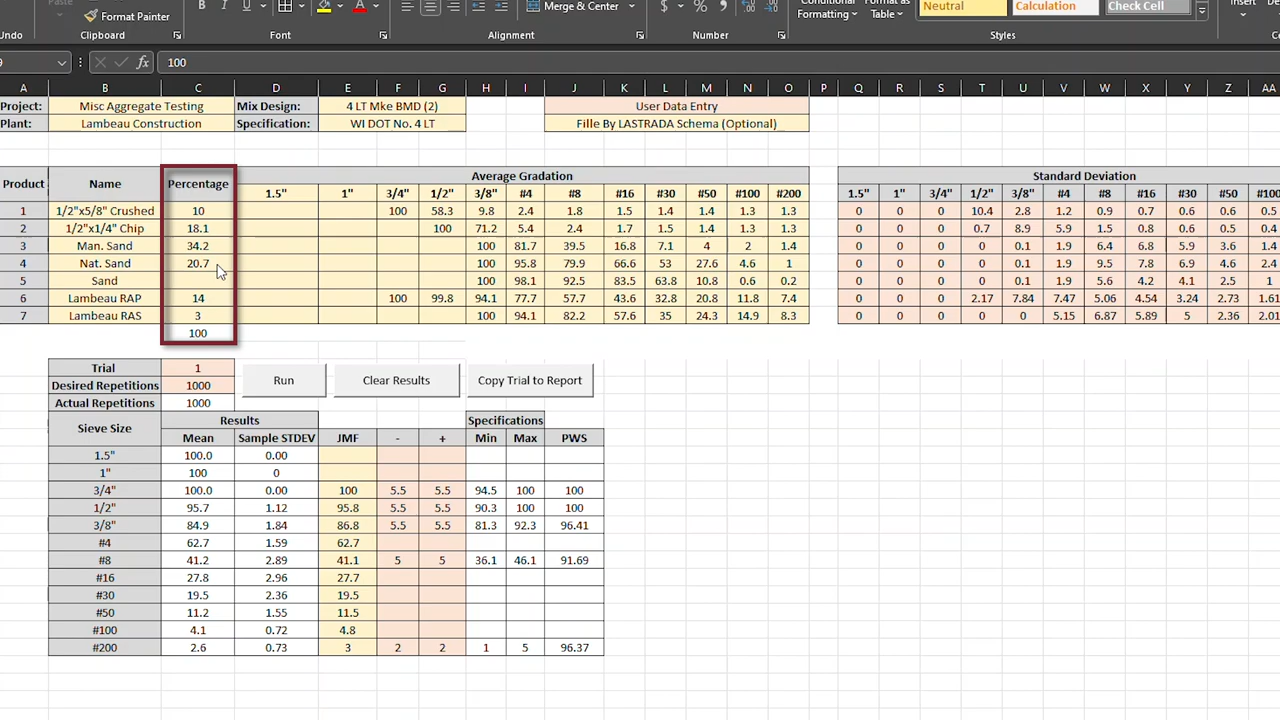 Format Painter
B I U
Merge & Center
$ % ,
Conditional
Formatting
Format as
Table
Neutral Calculation Check Cell
Insert
Undo Clipboard Font Alignment Number Styles
fx 100
A B C D E F G H I J K L M N O P Q R S T U V W X Y Z AA
Project: Misc Aggregate Testing Mix Design: 4 LT Mke BMD (2) User Data Entry
Plant: Lambeau Construction Specification: WI DOT No. 4 LT Fille By LASTRADA Schema (Optional)
Product Name Percentage Average Gradation Standard Deviation
1.5" 1" 3/4" 1/2" 3/8" #4 #8 #16 #30 #50 #100 #200 1.5" 1" 3/4" 1/2" 3/8" #4 #8 #16 #30 #50 #100
1 1/2"x5/8" Crushed 10 100 58.3 9.8 2.4 1.8 1.5 1.4 1.4 1.3 1.3 0 0 0 10.4 2.8 1.2 0.9 0.7 0.6 0.6 0.5
2 1/2"x1/4" Chip 18.1 100 71.2 5.4 2.4 1.7 1.5 1.4 1.3 1.3 0 0 0 0.7 8.9 5.9 1.5 0.8 0.6 0.5 0.4
3 Man. Sand 34.2 100 81.7 39.5 16.8 7.1 4 2 1.4 0 0 0 0 0.1 1.9 6.4 6.8 5.9 3.6 1.4
4 Nat. Sand 20.7 100 95.8 79.9 66.6 53 27.6 4.6 1 0 0 0 0 0.1 1.9 9.5 7.8 6.9 4.6 2.4
5 Sand 100 98.1 92.5 83.5 63.8 10.8 0.6 0.2 0 0 0 0 0.1 1.9 5.6 4.2 4.1 2.5 1
6 Lambeau RAP 14 100 99.8 94.1 77.7 57.7 43.6 32.8 20.8 11.8 7.4 0 0 0 2.17 7.84 7.47 5.06 4.54 3.24 2.73 1.61
7 Lambeau RAS 3 100 94.1 82.2 57.6 35 24.3 14.9 8.3 0 0 0 0 0 5.15 6.87 5.89 5 2.36 2.01
100
Trial 1
Desired Repetitions 1000 Run Clear Results Copy Trial to Report
Actual Repetitions 1000
Sieve Size Results Specifications
Mean Sample STDEV JMF - + Min Max PWS
1.5" 100.0 0.00
1" 100 0
3/4" 100.0 0.00 100 5.5 5.5 94.5 100 100
1/2" 95.7 1.12 95.8 5.5 5.5 90.3 100 100
3/8" 84.9 1.84 86.8 5.5 5.5 81.3 92.3 96.41
#4 62.7 1.59 62.7
#8 41.2 2.89 41.1 5 5 36.1 46.1 91.69
#16 27.8 2.96 27.7
#30 19.5 2.36 19.5
#50 11.2 1.55 11.5
#100 4.1 0.72 4.8
#200 2.6 0.73 3 2 2 1 5 96.37